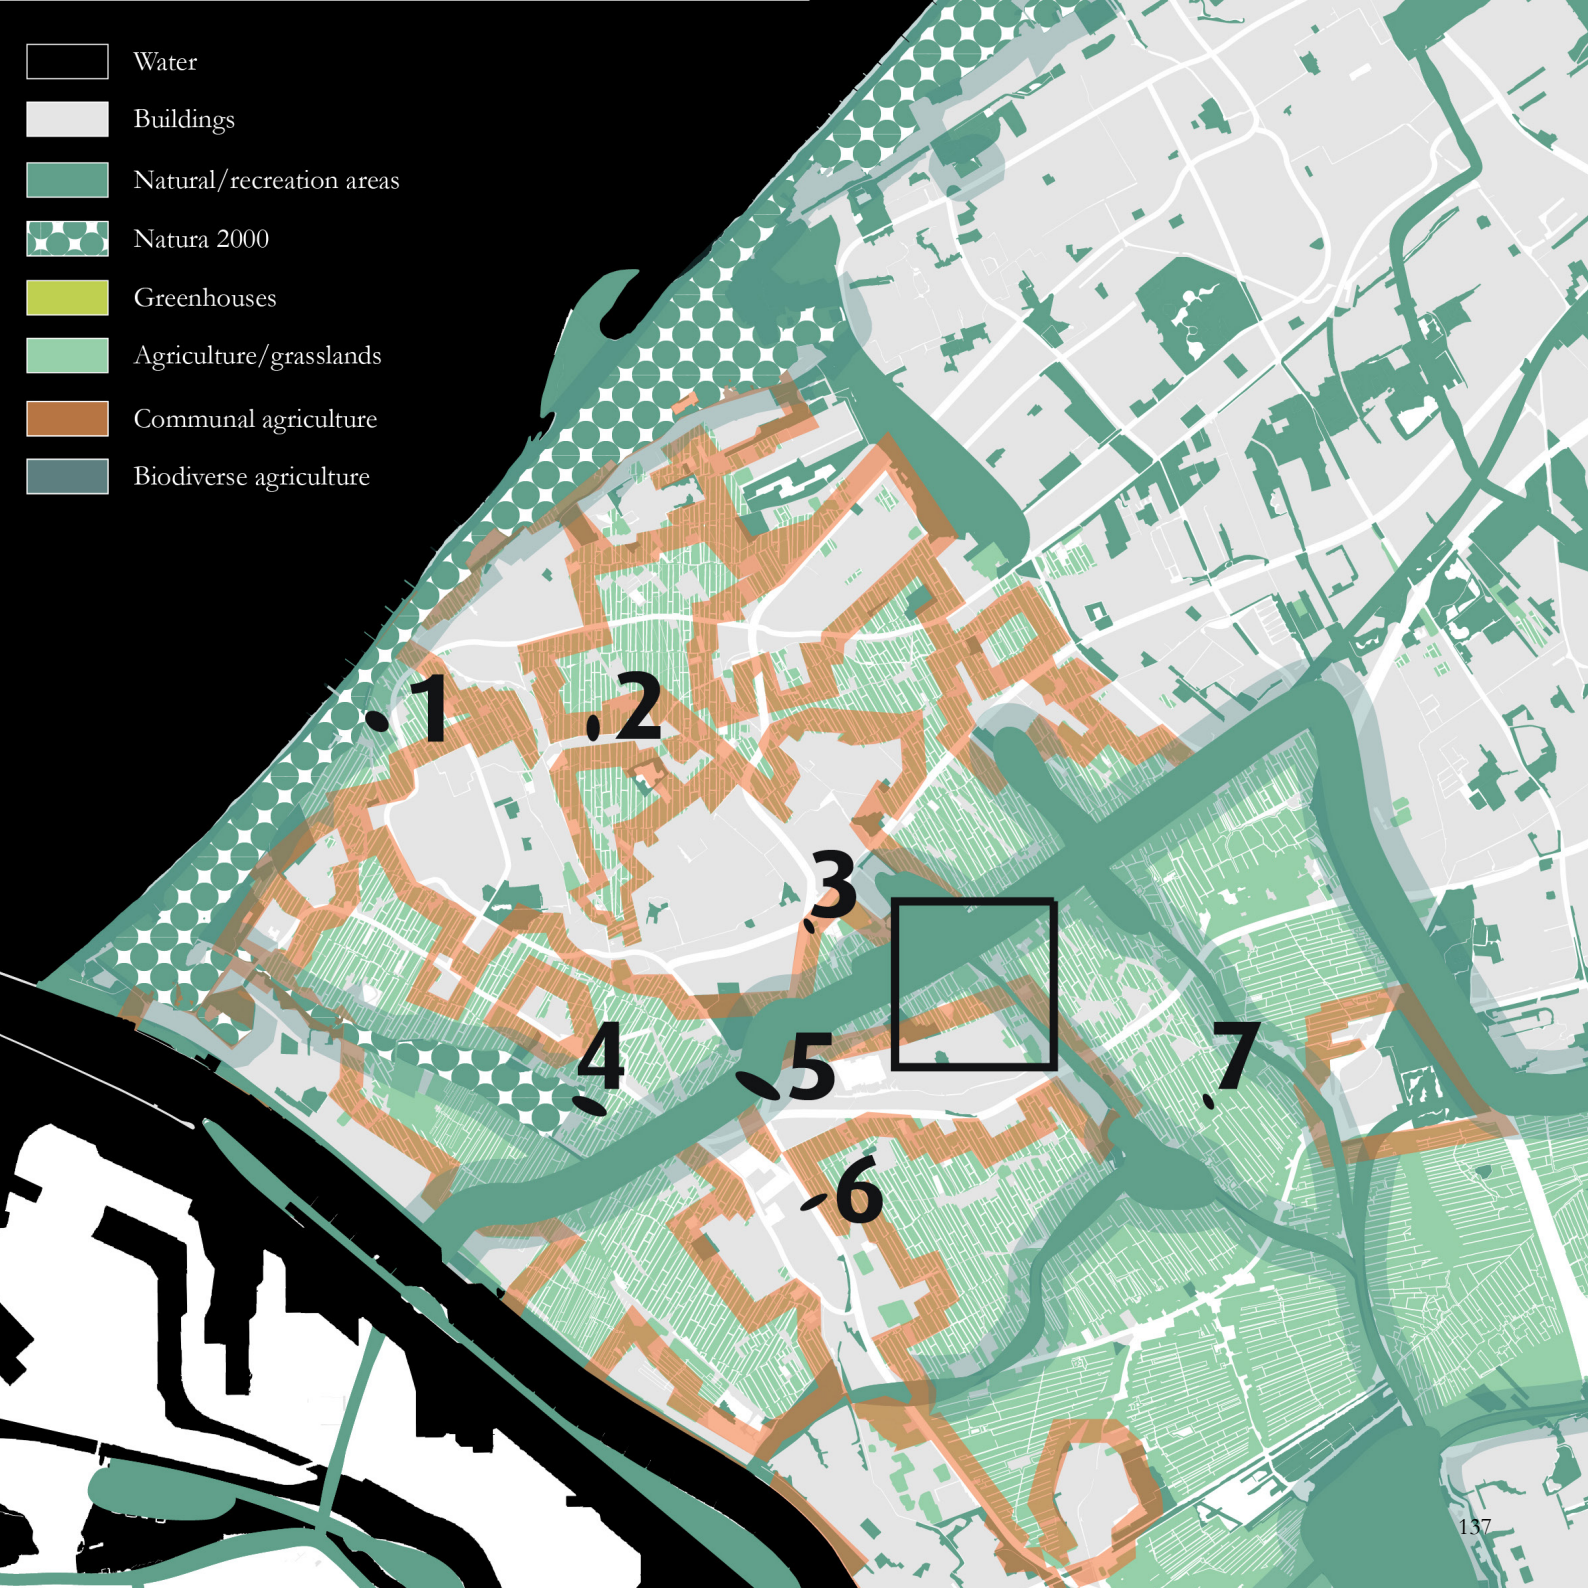 Water
Buildings
Natural/recreation areas
Natura 2000
Greenhouses
Agriculture/grasslands
Communal agriculture
Biodiverse agriculture
1
2
3
4
5
7
6
137